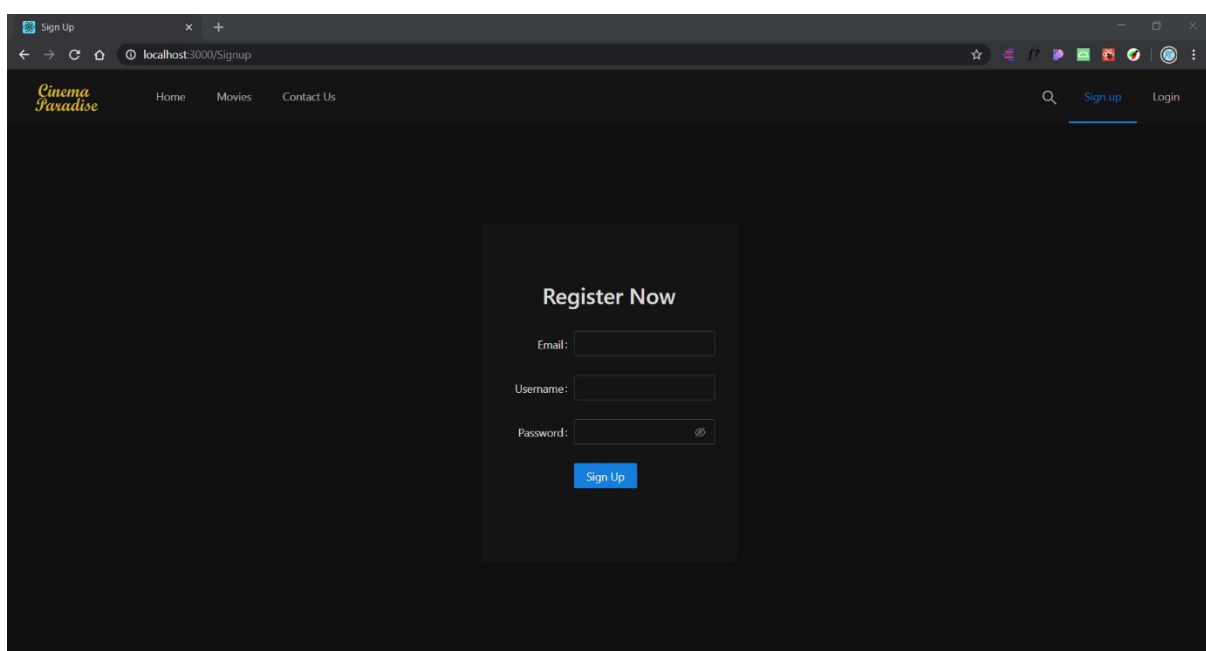 Sign Up
localhost:3000/Signup
f?
Cinema
Paradise
Home Movies Contact Us
Sign up Login
Register Now
Email:
Username:
Password:
Sign Up